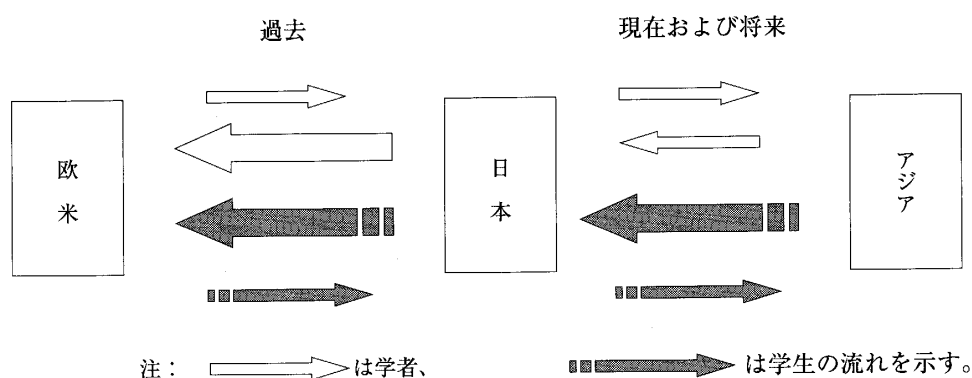 過去
現在および将来
欧米
日本
アジア
注： は学者、 は学生の流れを示す。